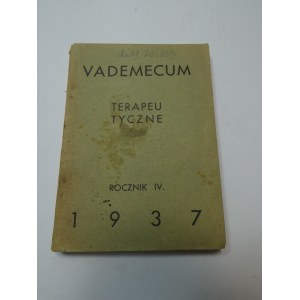 VADEMECUM
TERAPEU
TYCZNE
ROCZNIK IV.
1937